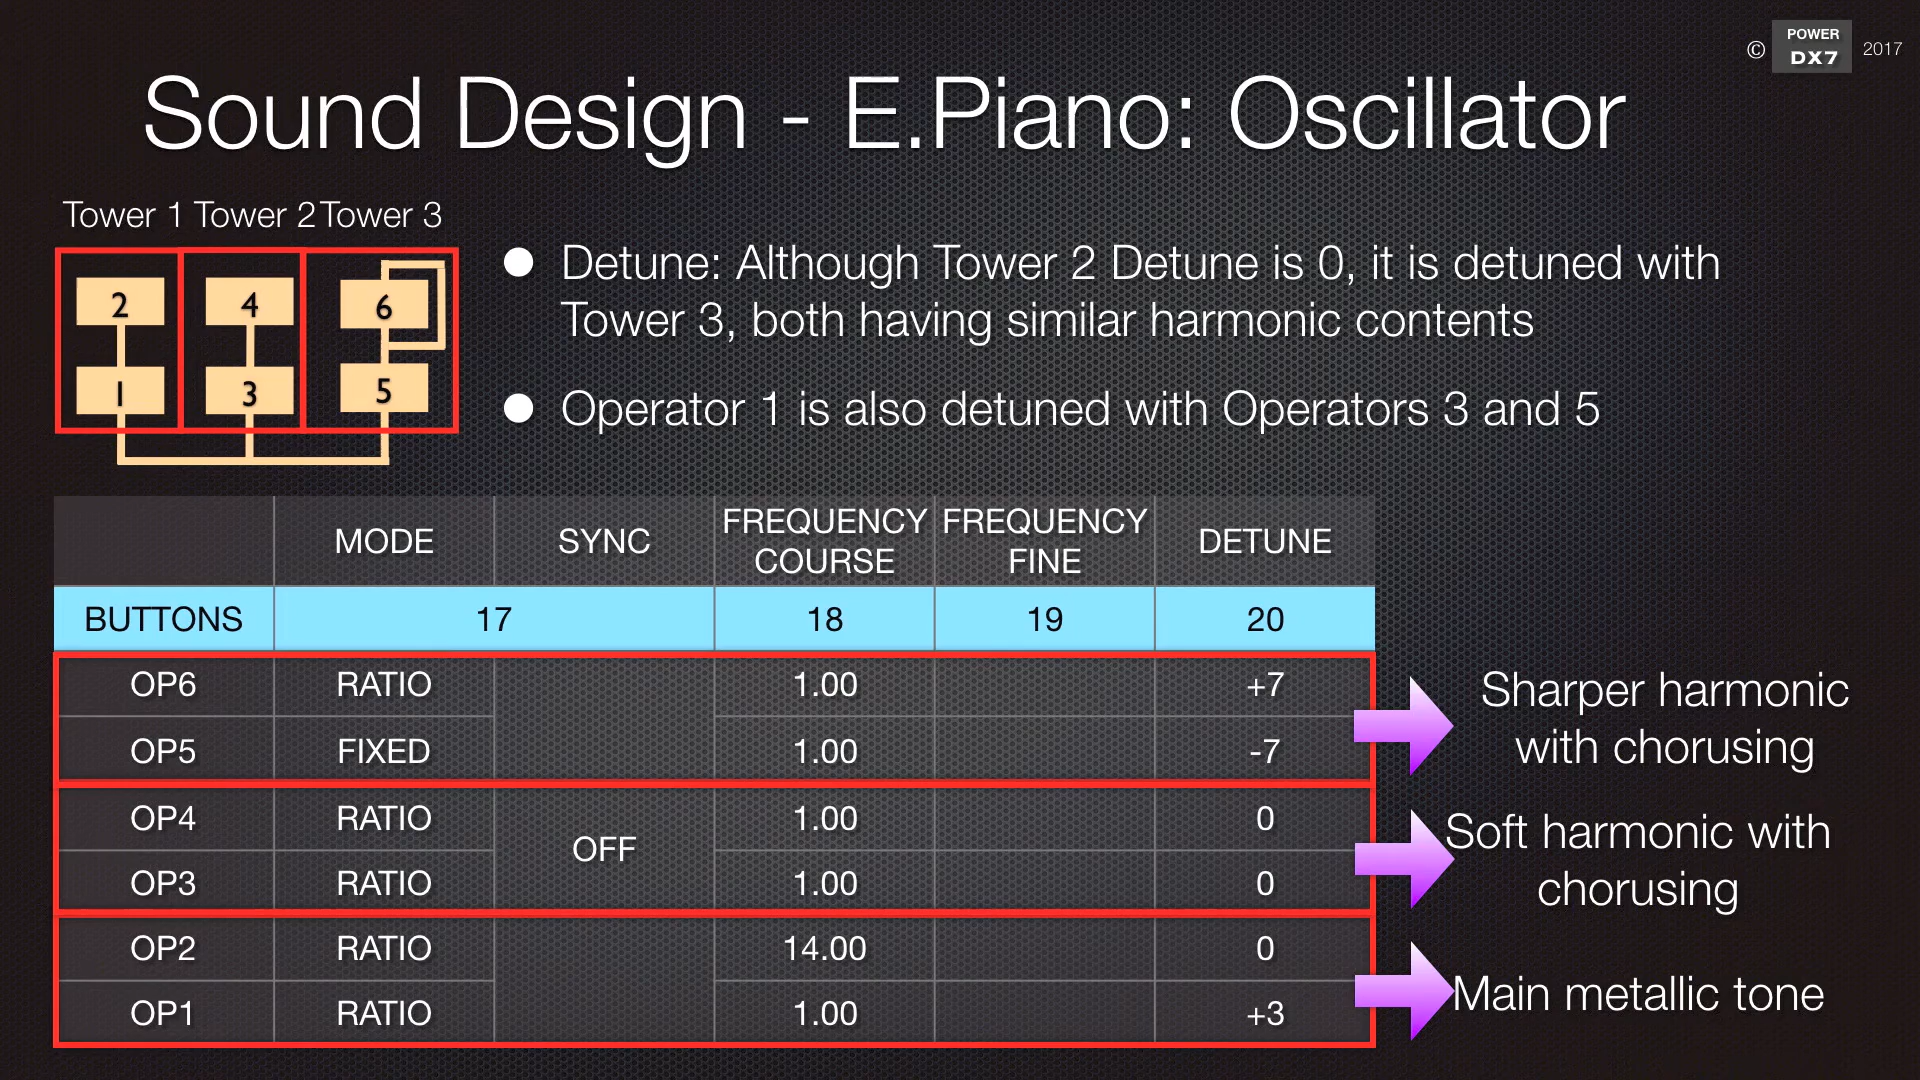 © POWER DX7 2017
Sound Design - E.Piano: Oscillator
Tower 1 Tower 2 Tower 3
2 4 6
1 3 5
● Detune: Although Tower 2 Detune is 0, it is detuned with
Tower 3, both having similar harmonic contents
● Operator 1 is also detuned with Operators 3 and 5
MODE SYNC FREQUENCY COURSE FREQUENCY FINE DETUNE
BUTTONS 17 18 19 20
OP6 RATIO 1.00 +7
OP5 FIXED 1.00 -7
Sharper harmonic
with chorusing
OP4 RATIO 1.00 0
OFF
OP3 RATIO 1.00 0
Soft harmonic with
chorusing
OP2 RATIO 14.00 0
OP1 RATIO 1.00 +3
Main metallic tone